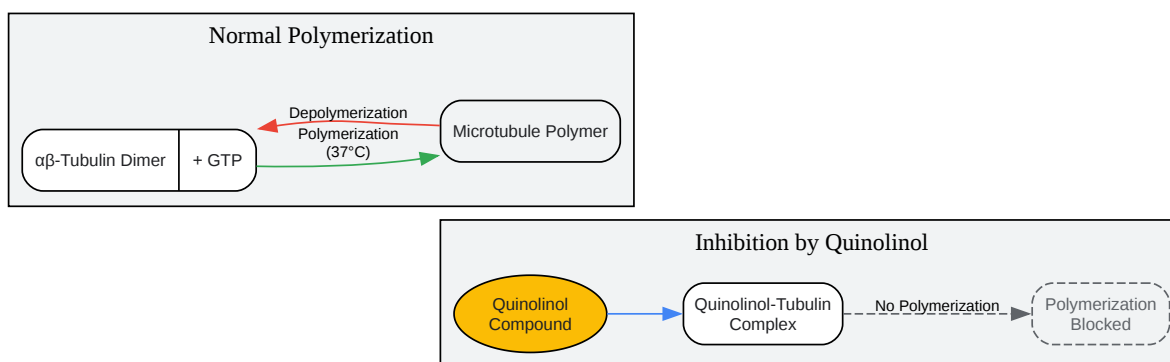 Normal Polymerization
Depolymerization
Polymerization
(37°C)
αβ-Tubulin Dimer
+ GTP
Microtubule Polymer
Inhibition by Quinolinol
Quinolinol
Compound
Quinolinol-Tubulin
Complex
No Polymerization
Polymerization
Blocked